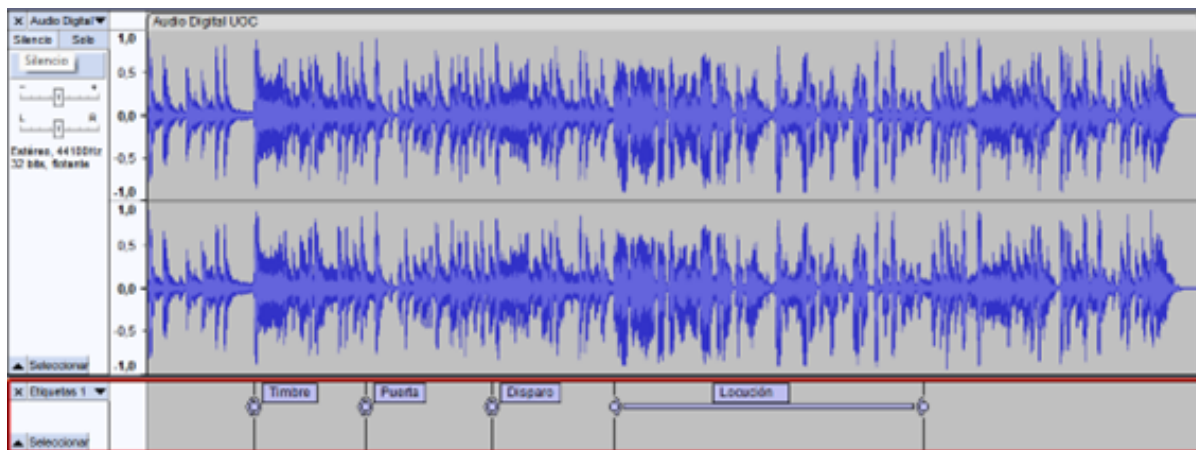 X Audio Digital
Audio Digital UOC
Silencio Solo
Silencio
- +
L R
Estéreo, 44100Hz
32 bits, flotante
Seleccionar
1,0
0,5
0,0
-0,5
-1,0
1,0
0,5
0,0
-0,5
-1,0
X Etiquetas 1
Timbre
Puerta
Disparo
Locución
Seleccionar